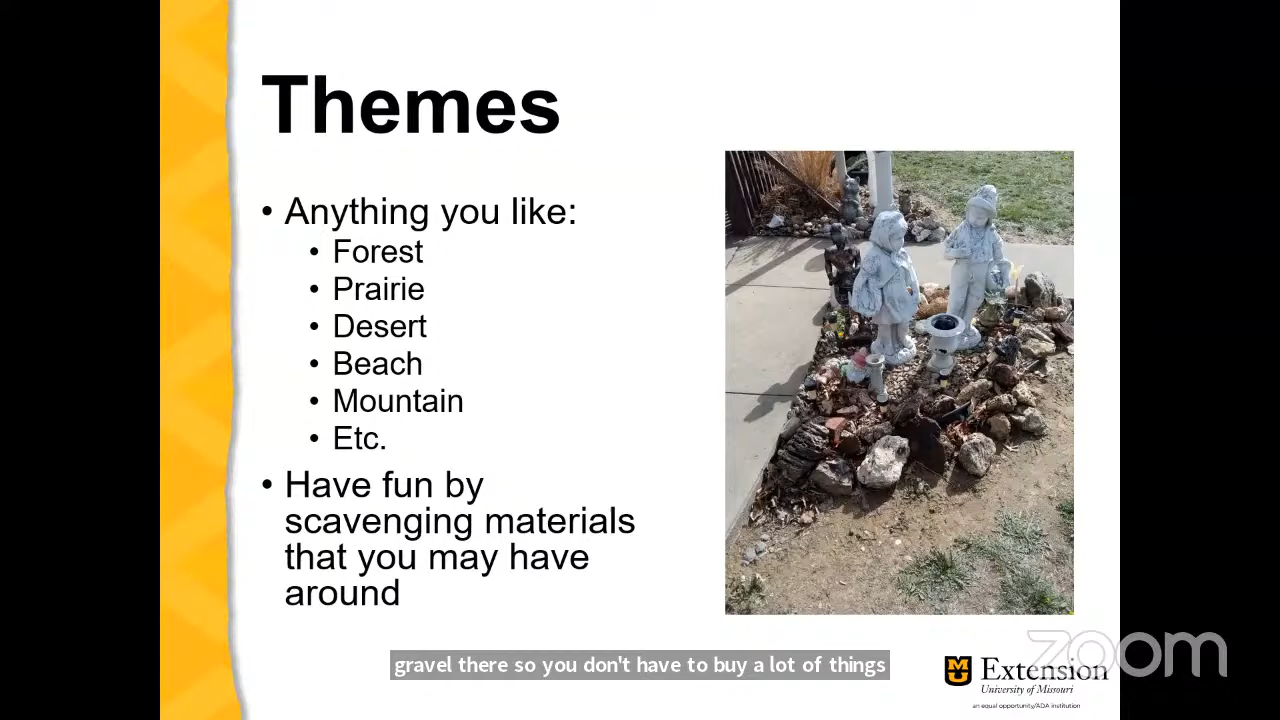 Themes
• Anything you like:
• Forest
• Prairie
• Desert
• Beach
• Mountain
• Etc.
• Have fun by
scavenging materials
that you may have
around
gravel there so you don't have to buy a lot of things
zoom
MU Extension
University of Missouri
an equal opportunity/ADA institution